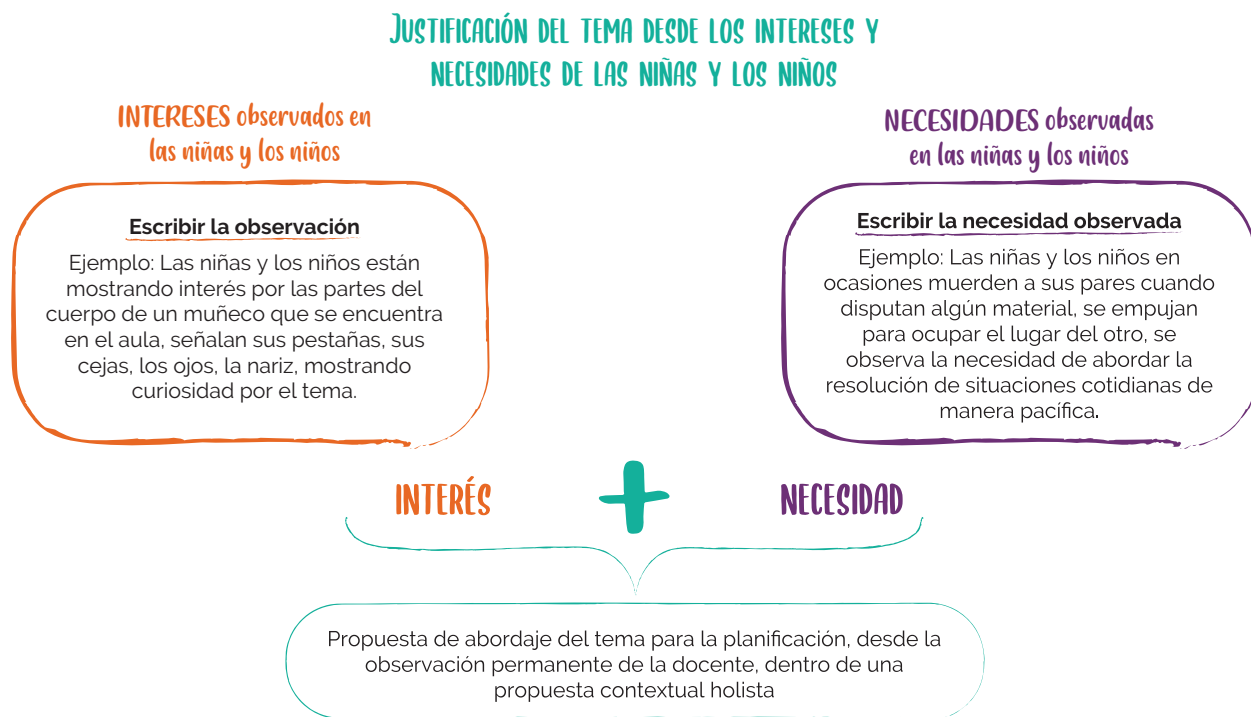 JUSTIFICACIÓN DEL TEMA DESDE LOS INTERESES Y
NECESIDADES DE LAS NIÑAS Y LOS NIÑOS
INTERESES observados en
las niñas y los niños
Escribir la observación
Ejemplo: Las niñas y los niños están
mostrando interés por las partes del
cuerpo de un muñeco que se encuentra
en el aula, señalan sus pestañas, sus
cejas, los ojos, la nariz, mostrando
curiosidad por el tema.
NECESIDADES observadas
en las niñas y los niños
Escribir la necesidad observada
Ejemplo: Las niñas y los niños en
ocasiones muerden a sus pares cuando
disputan algún material, se empujan
para ocupar el lugar del otro, se
observa la necesidad de abordar la
resolución de situaciones cotidianas de
manera pacífica.
INTERÉS + NECESIDAD
Propuesta de abordaje del tema para la planificación, desde la
observación permanente de la docente, dentro de una
propuesta contextual holista